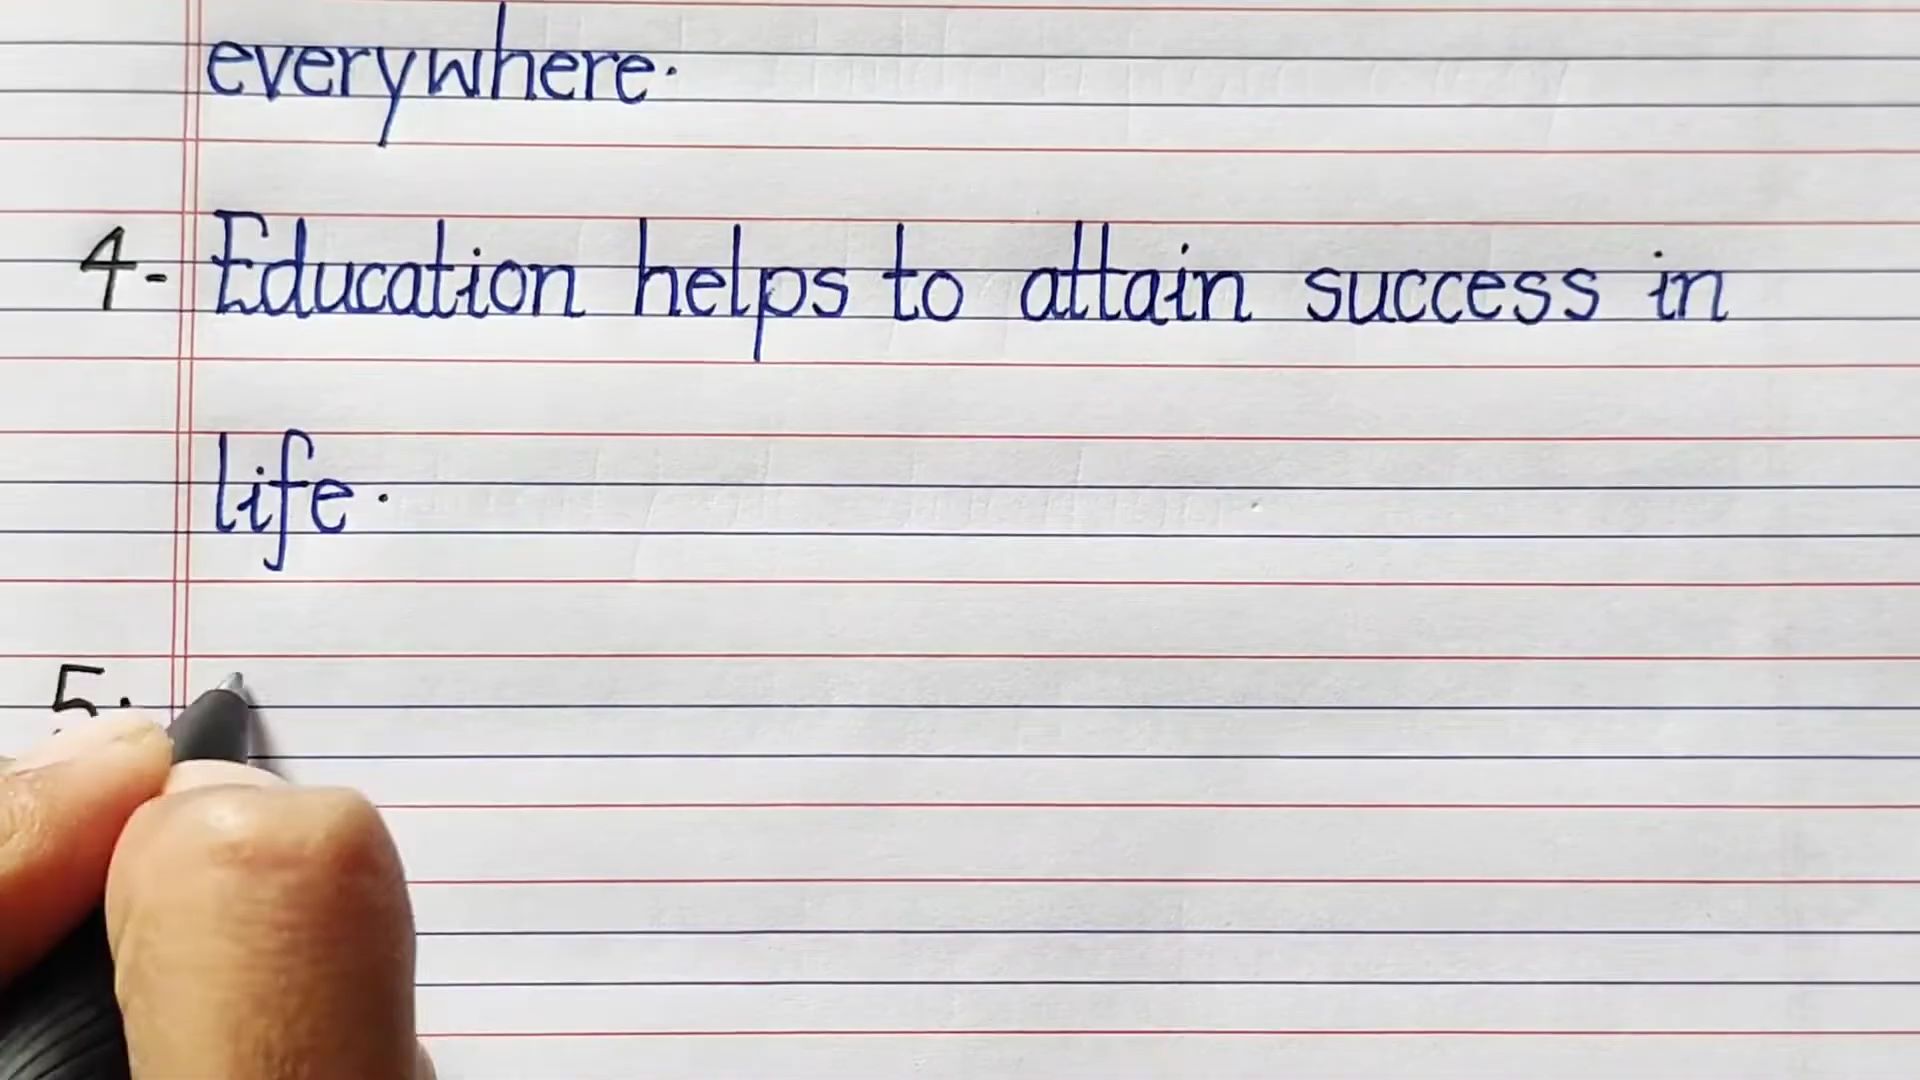 everywhere.
4- Education helps to attain success in
life.
5.